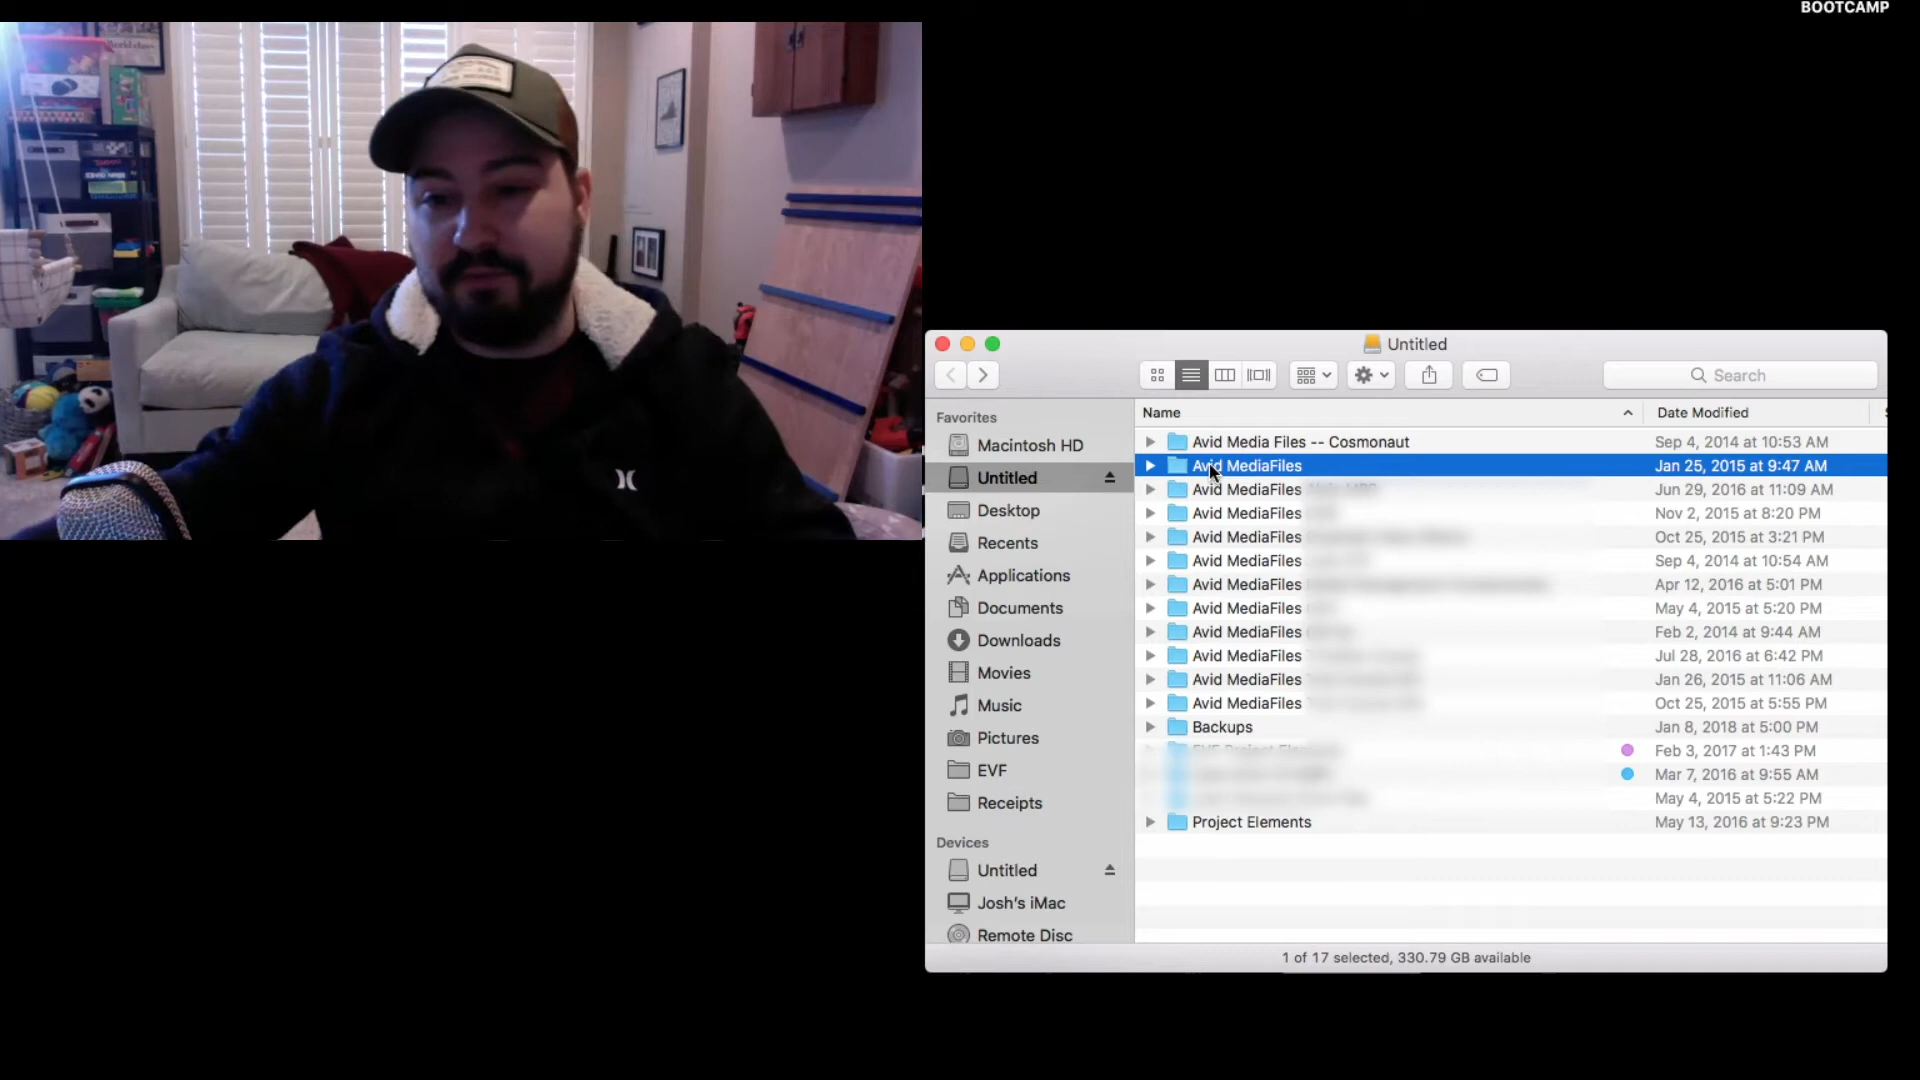 BOOTCAMP
World class
Untitled
Search
Favorites
Macintosh HD
Untitled
Desktop
Recents
Applications
Documents
Downloads
Movies
Music
Pictures
EVF
Receipts
Devices
Untitled
Josh's iMac
Remote Disc
Name Date Modified
Avid Media Files -- Cosmonaut Sep 4, 2014 at 10:53 AM
Avid MediaFiles Jan 25, 2015 at 9:47 AM
Avid MediaFiles Jun 29, 2016 at 11:09 AM
Avid MediaFiles Nov 2, 2015 at 8:20 PM
Avid MediaFiles Oct 25, 2015 at 3:21 PM
Avid MediaFiles Sep 4, 2014 at 10:54 AM
Avid MediaFiles Apr 12, 2016 at 5:01 PM
Avid MediaFiles May 4, 2015 at 5:20 PM
Avid MediaFiles Feb 2, 2014 at 9:44 AM
Avid MediaFiles Jul 28, 2016 at 6:42 PM
Avid MediaFiles Jan 26, 2015 at 11:06 AM
Avid MediaFiles Oct 25, 2015 at 5:55 PM
Backups Jan 8, 2018 at 5:00 PM
Feb 3, 2017 at 1:43 PM
Mar 7, 2016 at 9:55 AM
May 4, 2015 at 5:22 PM
Project Elements May 13, 2016 at 9:23 PM
1 of 17 selected, 330.79 GB available